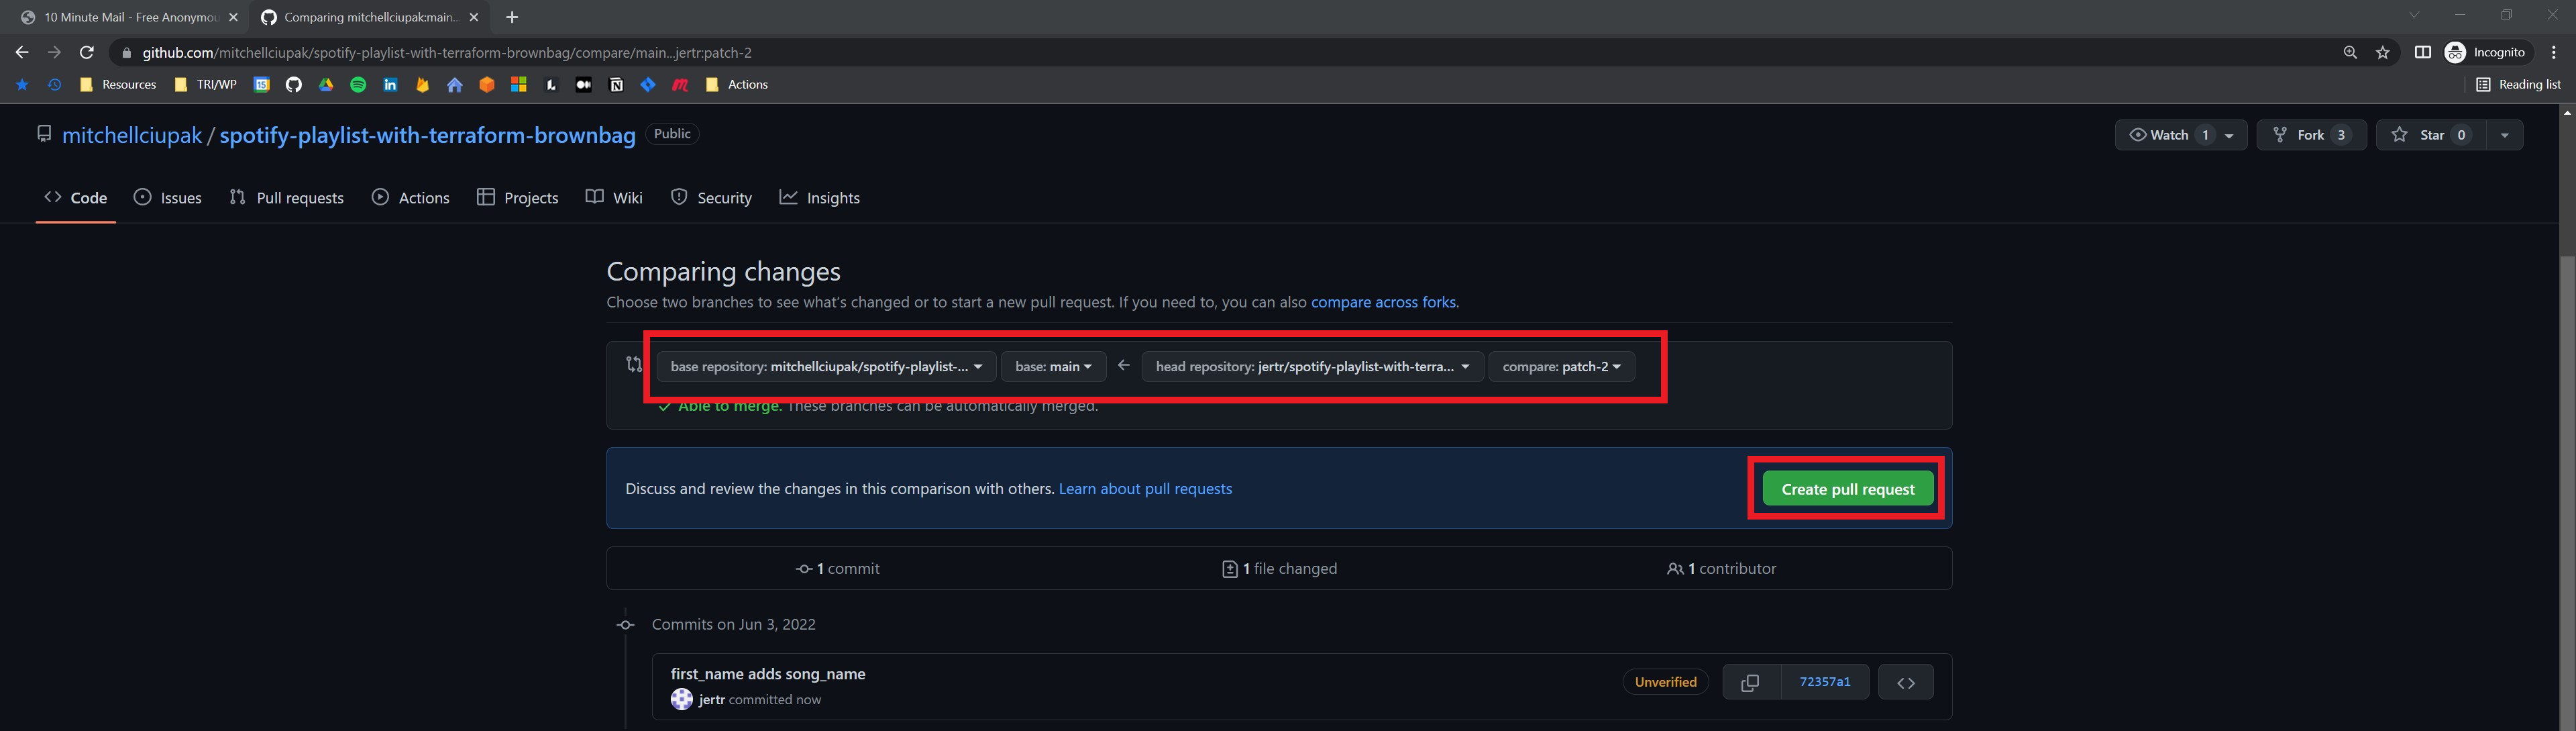 10 Minute Mail - Free Anonymou
Comparing mitchellciupak:main...
github.com/mitchellciupak/spotify-playlist-with-terraform-brownbag/compare/main...jertr:patch-2
Incognito
Resources
TRI/WP
Actions
Reading list
mitchellciupak / spotify-playlist-with-terraform-brownbag Public
Watch 1
Fork 3
Star 0
Code
Issues
Pull requests
Actions
Projects
Wiki
Security
Insights
Comparing changes
Choose two branches to see what's changed or to start a new pull request. If you need to, you can also compare across forks.
base repository: mitchellciupak/spotify-playlist-... base: main head repository: jertr/spotify-playlist-with-terra... compare: patch-2
Able to merge. These branches can be automatically merged.
Discuss and review the changes in this comparison with others. Learn about pull requests
Create pull request
1 commit
1 file changed
1 contributor
Commits on Jun 3, 2022
first_name adds song_name
jertr committed now
Unverified
72357a1